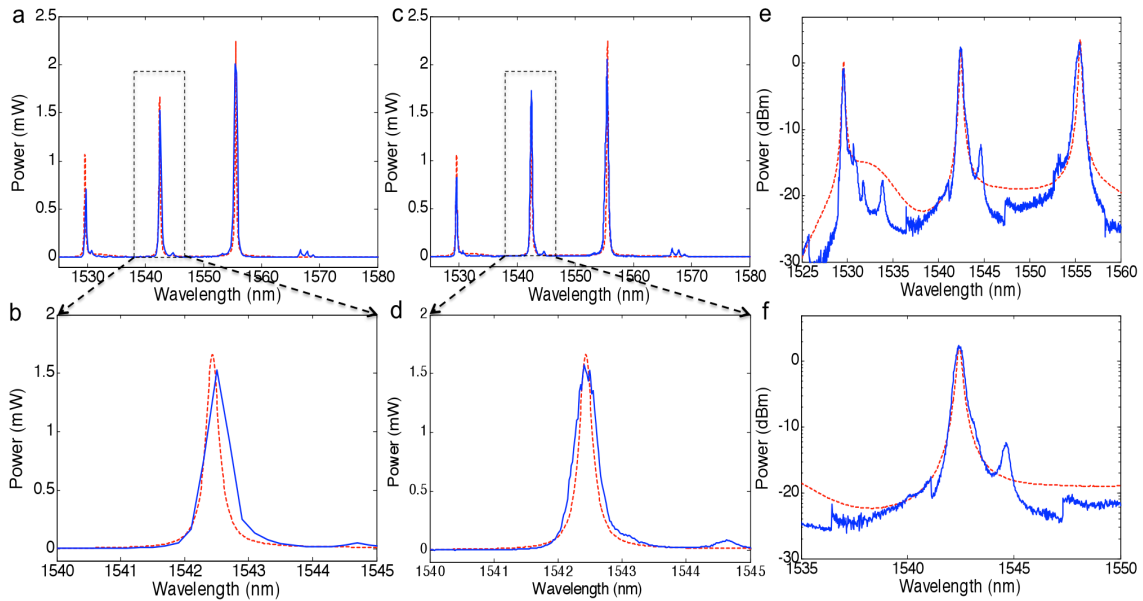 a
2.5
2
1.5
1
0.5
0
Power (mW)
1530 1540 1550 1560 1570 1580
Wavelength (nm)
c
2.5
2
1.5
1
0.5
0
Power (mW)
1530 1540 1550 1560 1570 1580
Wavelength (nm)
e
0
-10
-20
-30
Power (dBm)
1525 1530 1535 1540 1545 1550 1555 1560
Wavelength (nm)
b
2
1.5
1
0.5
0
Power (mW)
1540 1541 1542 1543 1544 1545
Wavelength (nm)
d
2
1.5
1
0.5
0
Power (mW)
1540 1541 1542 1543 1544 1545
Wavelength (nm)
f
0
-10
-20
-30
Power (dBm)
1535 1540 1545 1550
Wavelength (nm)